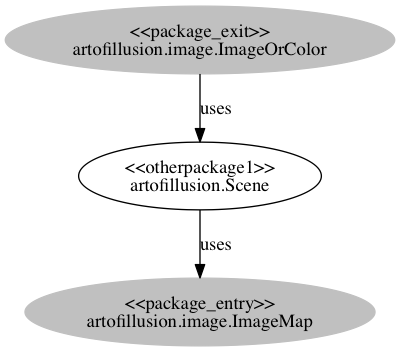 <<package_exit>>
artofillusion.image.ImageOrColor
uses
<<otherpackage1>>
artofillusion.Scene
uses
<<package_entry>>
artofillusion.image.ImageMap